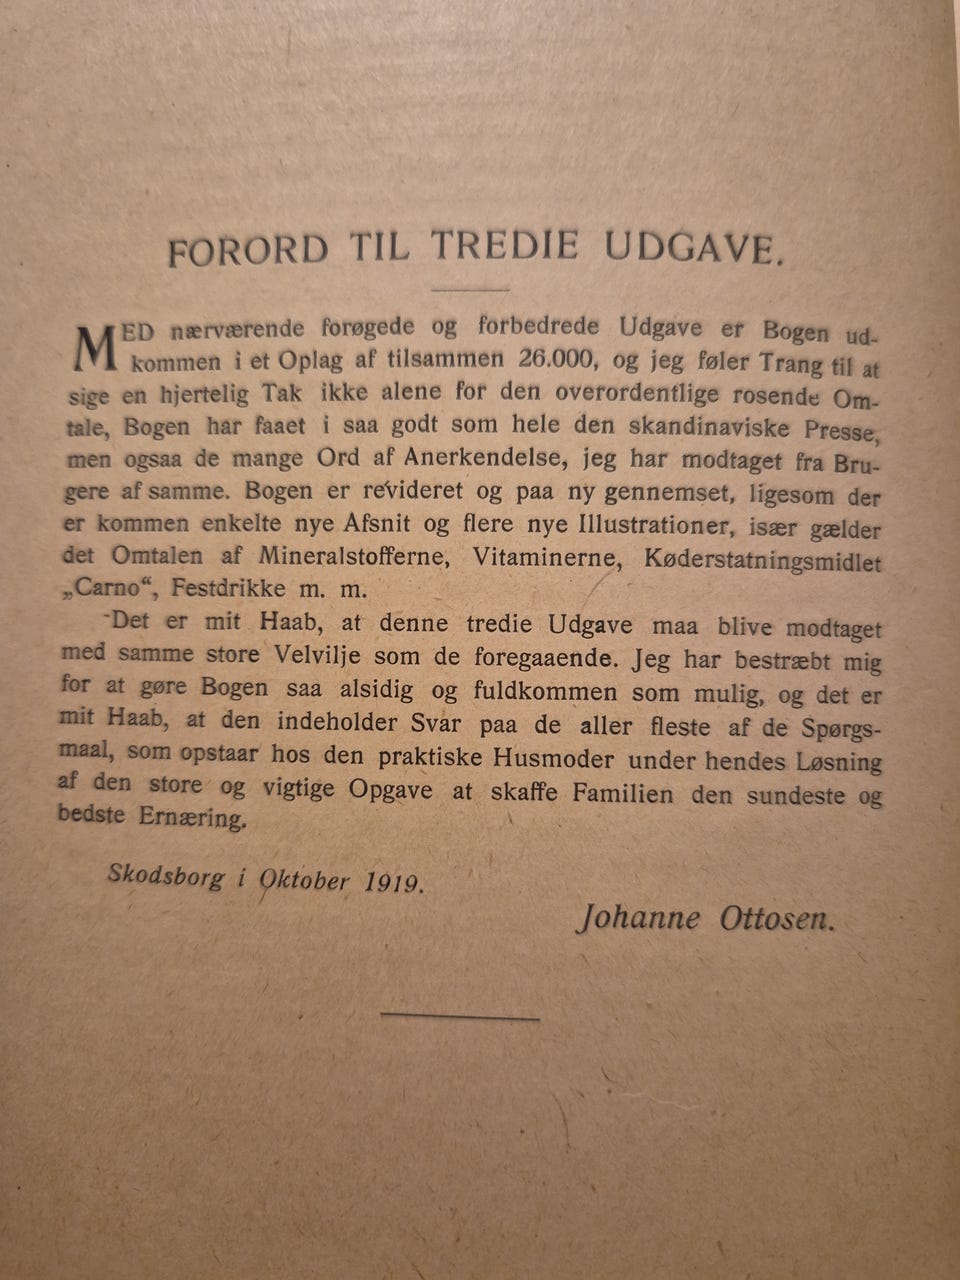 FORORD TIL TREDIE UDGAVE.
MED nærværende forøgede og forbedrede Udgave er Bogen ud-
kommen i et Oplag af tilsammen 26.000, og jeg føler Trang til at
sige en hjertelig Tak ikke alene for den overordentlige rosende Om-
tale, Bogen har faaet i saa godt som hele den skandinaviske Presse,
men ogsaa de mange Ord af Anerkendelse, jeg har modtaget fra Bru-
gere af samme. Bogen er revideret og paa ny gennemset, ligesom der
er kommen enkelte nye Afsnit og flere nye Illustrationer, især gælder
det Omtalen af Mineralstofferne, Vitaminerne, Køderstatningsmidlet
„Carno“, Festdrikke m. m.
Det er mit Haab, at denne tredie Udgave maa blive modtaget
med samme store Velvilje som de foregaaende. Jeg har bestræbt mig
for at gøre Bogen saa alsidig og fuldkommen som mulig, og det er
mit Haab, at den indeholder Svar paa de aller fleste af de Spørgs-
maal, som opstaar hos den praktiske Husmoder under hendes Løsning
af den store og vigtige Opgave at skaffe Familien den sundeste og
bedste Ernæring.
Skodsborg i Oktober 1919.
Johanne Ottosen.